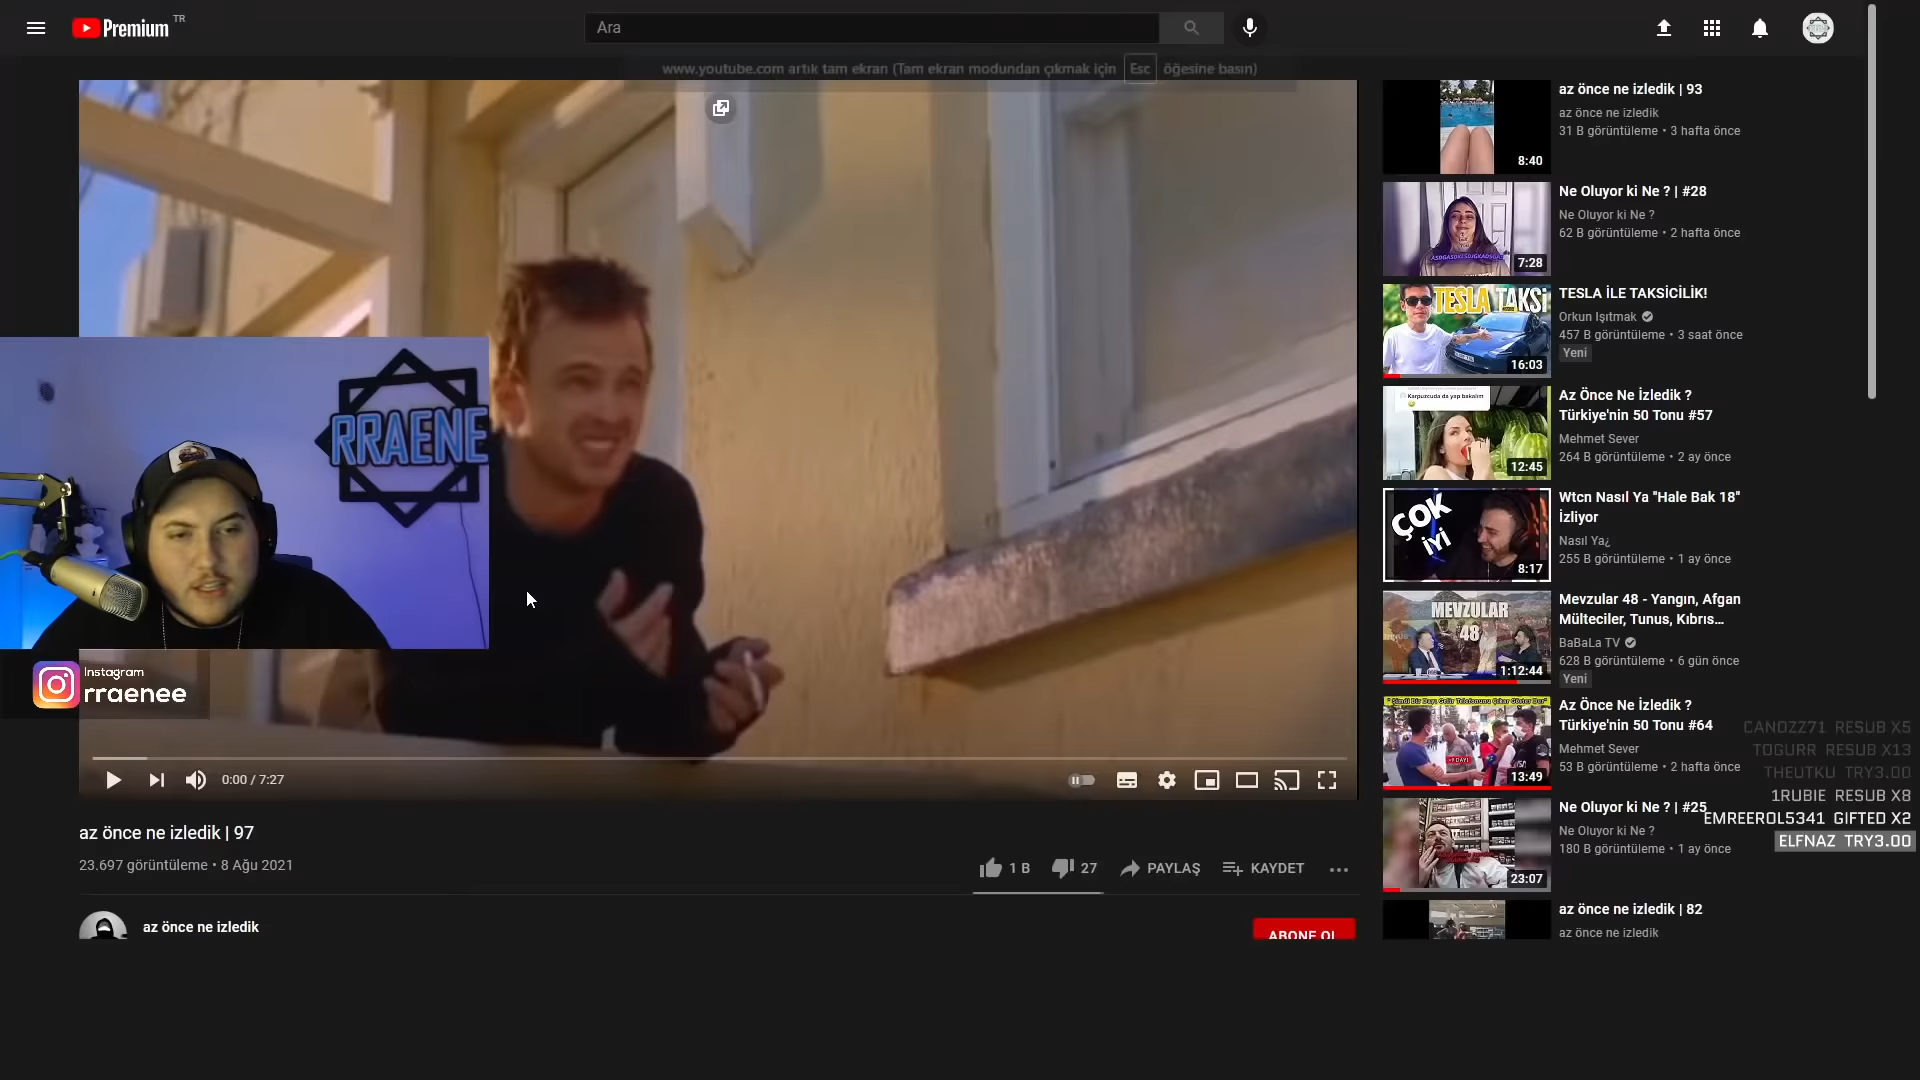 Premium TR
Ara
www.youtube.com artık tam ekran (Tam ekran modundan çıkmak için Esc öğesine basın)
RRAENE
Instagram
rraenee
0:00 / 7:27
az önce ne izledik | 97
23.697 görüntüleme • 8 Ağu 2021
1 B
27
PAYLAŞ
KAYDET
az önce ne izledik
ABONE OL
8:40
az önce ne izledik | 93
az önce ne izledik
31 B görüntüleme • 3 hafta önce
7:28
Ne Oluyor ki Ne ? | #28
Ne Oluyor ki Ne ?
62 B görüntüleme • 2 hafta önce
TESLA TAKSİ
16:03
TESLA İLE TAKSİCİLİK!
Orkun Işıtmak
457 B görüntüleme • 3 saat önce
Yeni
Karpuzcuda da yap bakalım
12:45
Az Önce Ne İzledik ?
Türkiye'nin 50 Tonu #57
Mehmet Sever
264 B görüntüleme • 2 ay önce
ÇOK
İYİ
8:17
Wtcn Nasıl Ya "Hale Bak 18"
İzliyor
Nasıl Ya¿
255 B görüntüleme • 1 ay önce
MEVZULAR
48
1:12:44
Mevzular 48 - Yangın, Afgan
Mülteciler, Tunus, Kıbrıs...
BaBaLa TV
628 B görüntüleme • 6 gün önce
Yeni
13:49
Az Önce Ne İzledik ?
Türkiye'nin 50 Tonu #64
Mehmet Sever
53 B görüntüleme • 2 hafta önce
23:07
Ne Oluyor ki Ne ? | #25
Ne Oluyor ki Ne ?
180 B görüntüleme • 1 ay önce
az önce ne izledik | 82
az önce ne izledik
CANOZZ71 RESUB X5
TOGURR RESUB X13
THEUTKU TRY3.00
1RUBIE RESUB X8
EMREEROL5341 GIFTED X2
ELFNAZ TRY3.00